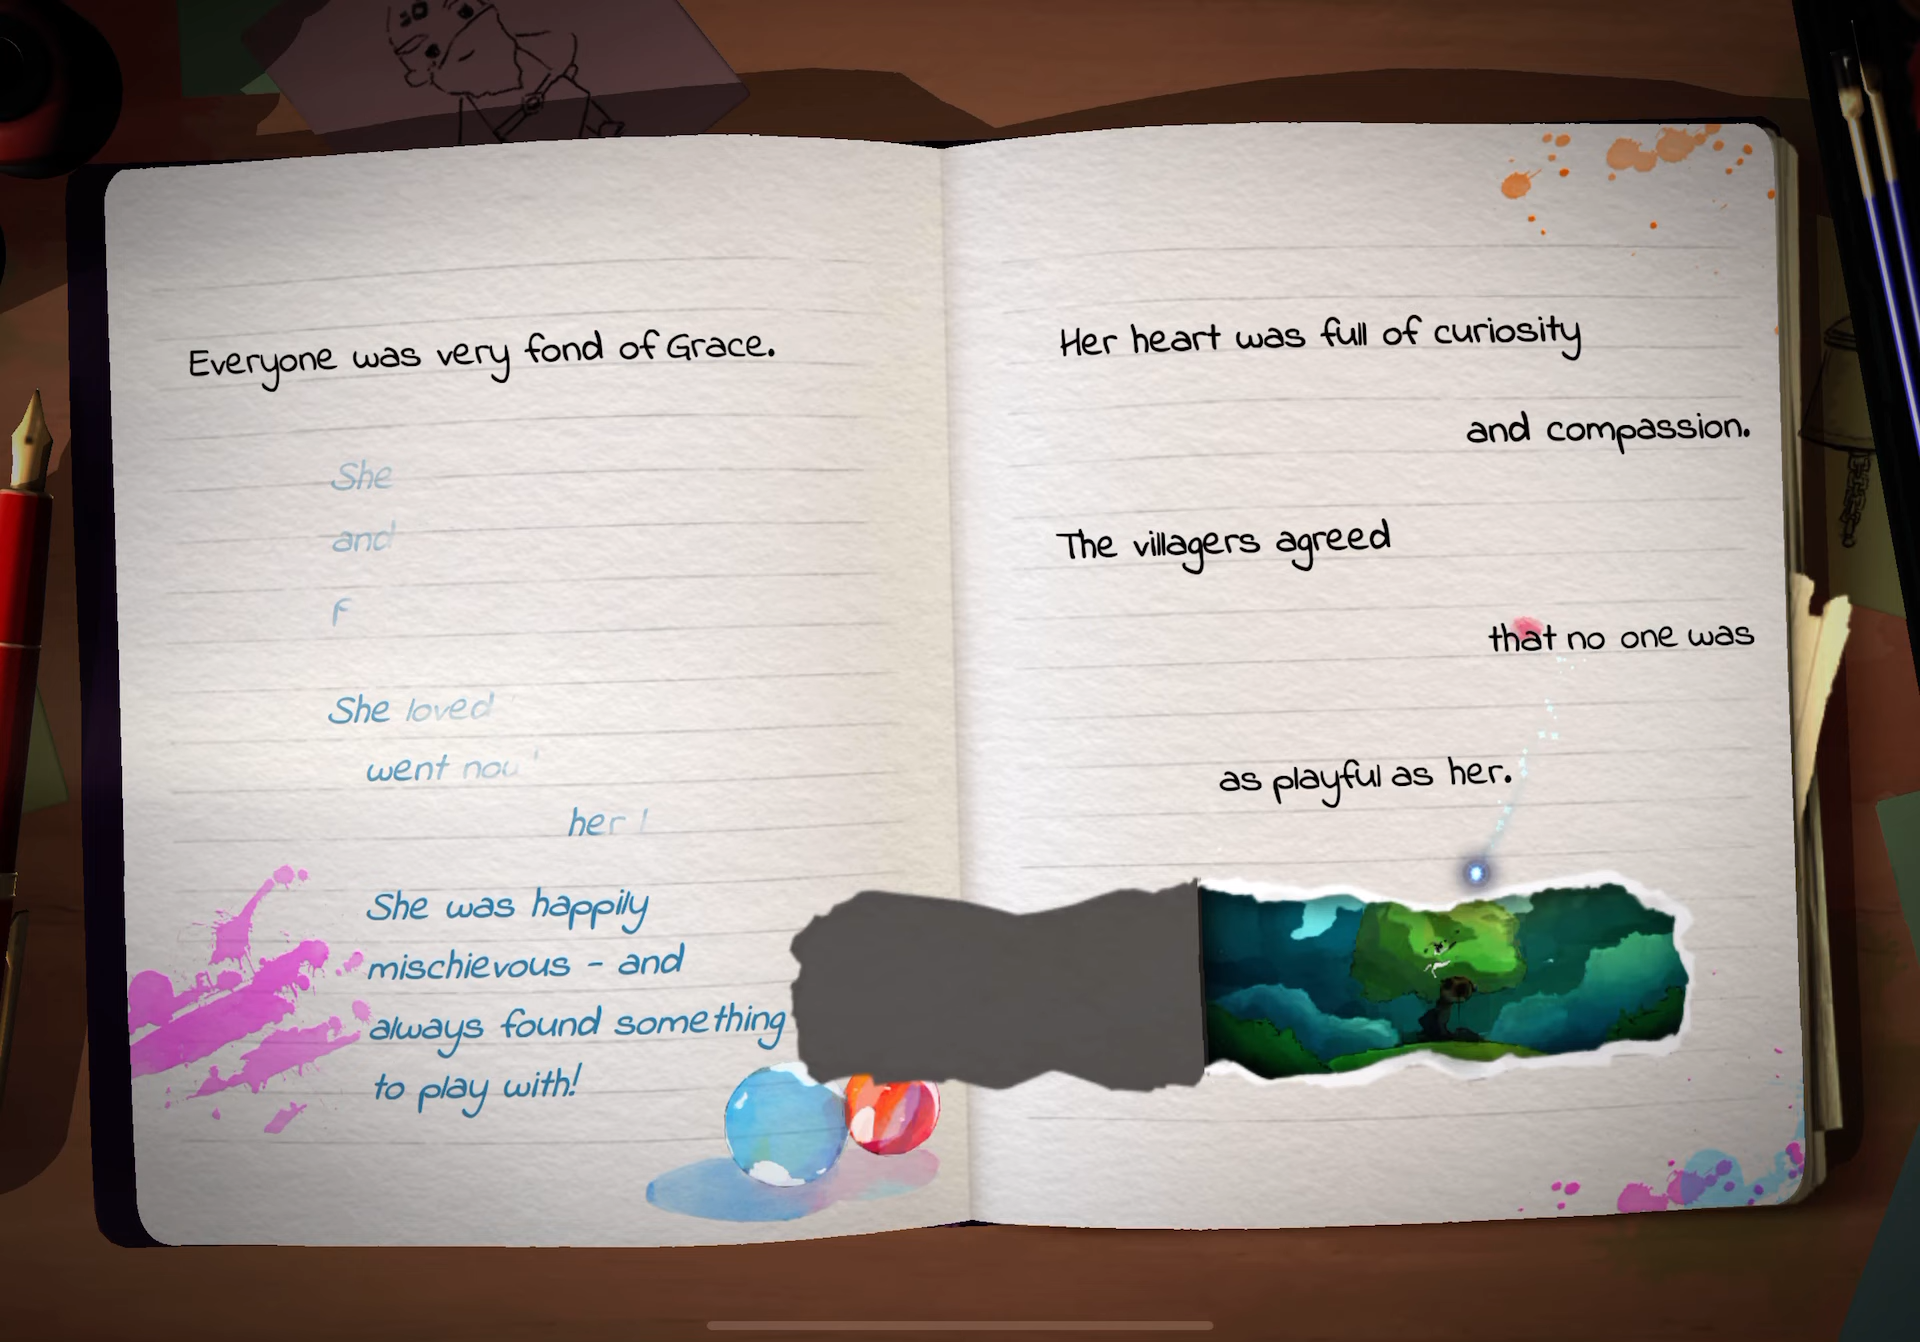 Everyone was very fond of Grace.
She
and
F
She loved
went
her
She was happily
mischievous - and
always found something
to play with!
Her heart was full of curiosity
and compassion.
The villagers agreed
that no one was
as playful as her.